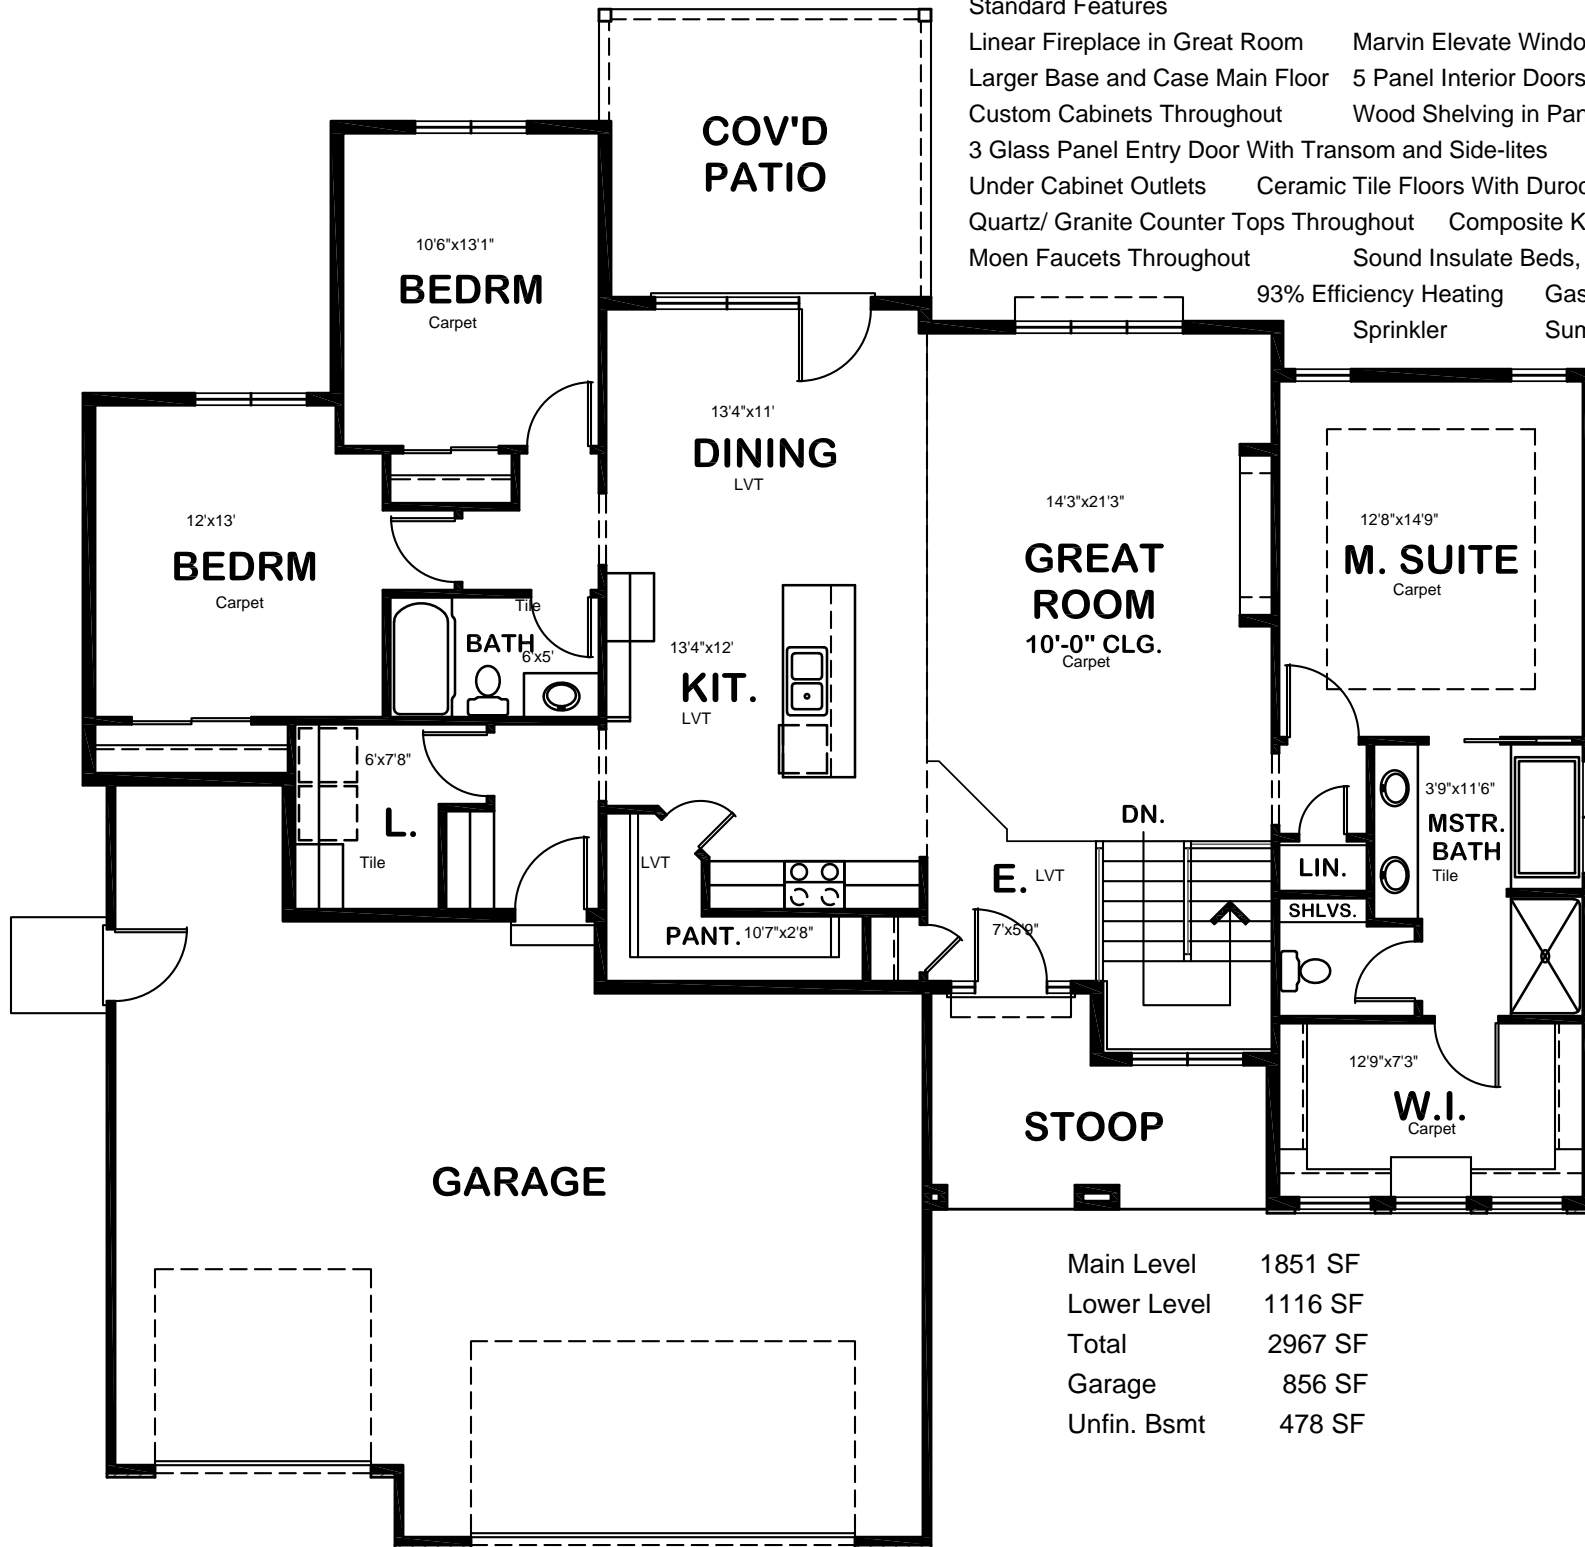 Standard Features
Linear Fireplace in Great Room Marvin Elevate
Larger Base and Case Main Floor 5 Panel Interior Doors
Custom Cabinets Throughout Wood Shelving in
3 Glass Panel Entry Door With Transom and Side-lites
Under Cabinet Outlets Ceramic Tile Floors With
Quartz/ Granite Counter Tops Throughout Composite
Moen Faucets Throughout Sound Insulate Beds,
93% Efficiency Heating Gas
Sprinkler
COV'D
PATIO
10'6"x13'1"
BEDRM
Carpet
13'4"x11'
DINING
LVT
12'x13'
BEDRM
Carpet
14'3"x21'3"
GREAT
ROOM
10'-0" CLG.
Carpet
12'8"x14'9"
M. SUITE
Carpet
Tile
BATH
6'x5'
13'4"x12'
KIT.
LVT
6'x7'8"
L.
Tile
LVT
PANT. 10'7"x2'8"
DN.
E. LVT
7'x5'9"
LIN.
SHLVS.
3'9"x11'6"
MSTR.
BATH
Tile
12'9"x7'3"
W.I.
Carpet
STOOP
GARAGE
Main Level 1851 SF
Lower Level 1116 SF
Total 2967 SF
Garage 856 SF
Unfin. Bsmt 478 SF